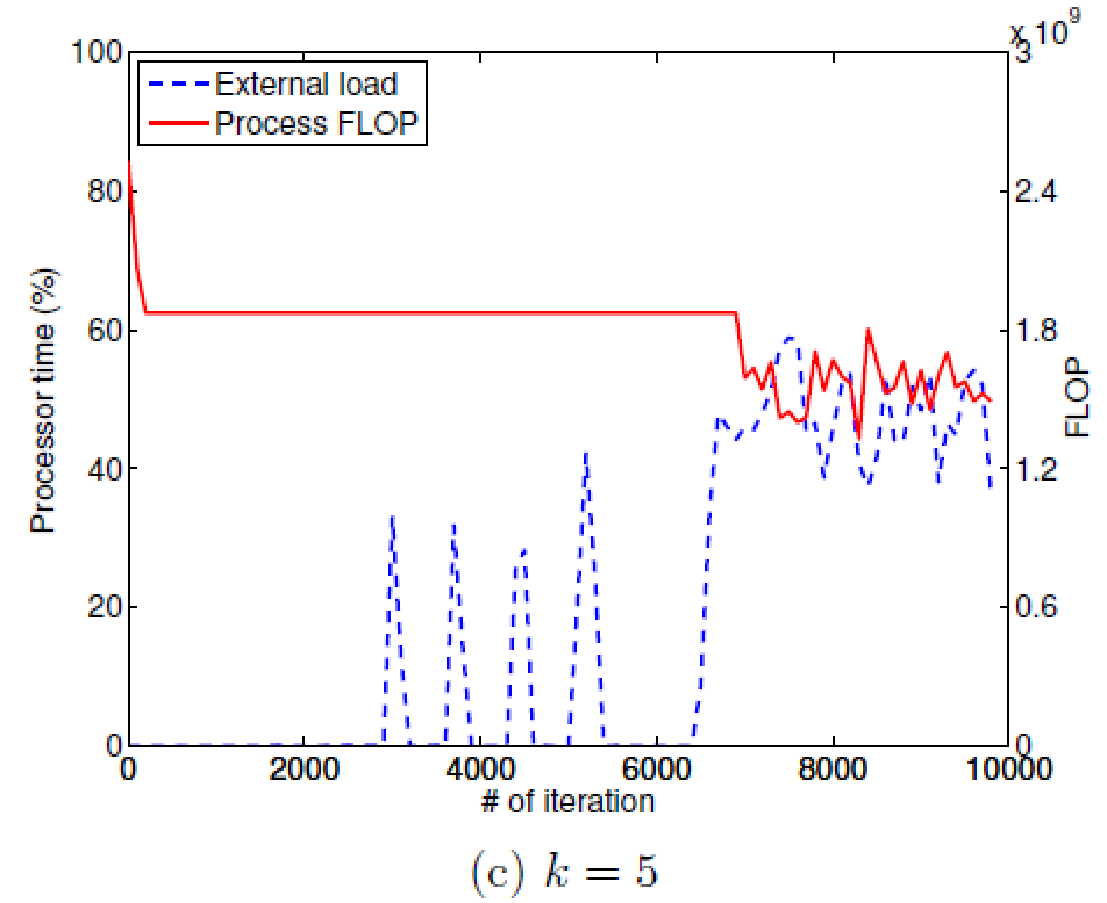 x 10^9
100
80
60
40
20
0
3
2.4
1.8
1.2
0.6
0
External load
Process FLOP
Processor time (%)
FLOP
0 2000 4000 6000 8000 10000
# of iteration
(c) k = 5